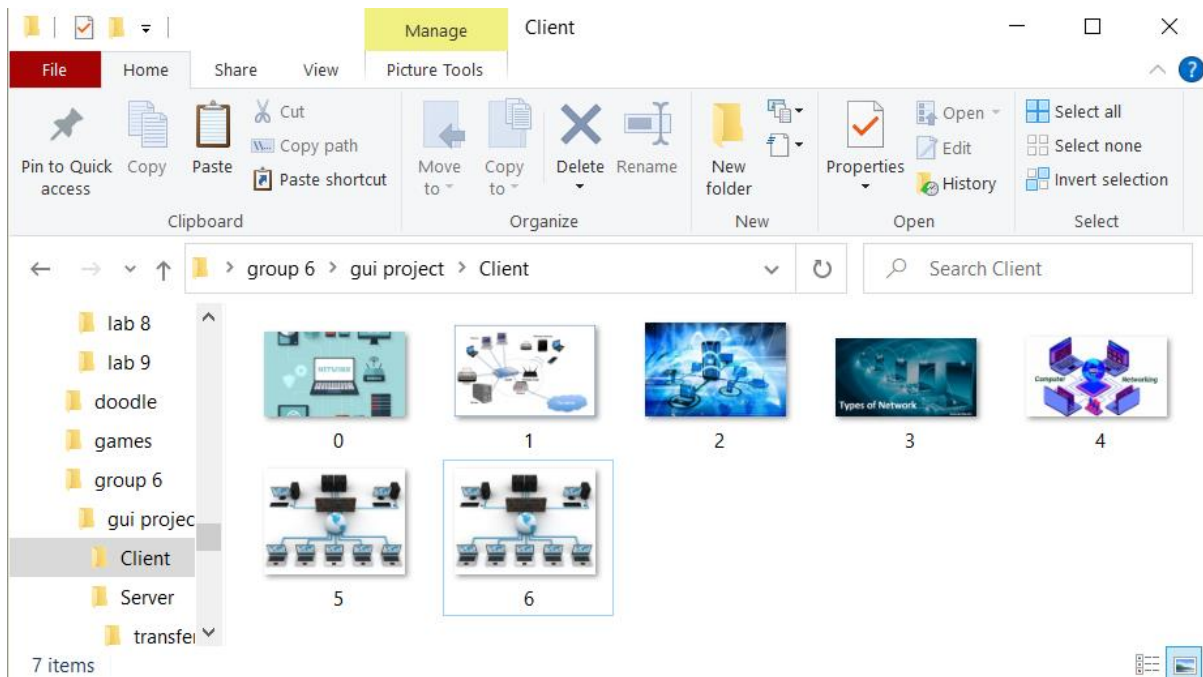 Manage
Client
File
Home
Share
View
Picture Tools
?
Pin to Quick access
Copy
Paste
Cut
W...
Copy path
Paste shortcut
Clipboard
Move to
Copy to
Delete
Rename
Organize
New folder
New
Properties
Open
Edit
History
Open
Select all
Select none
Invert selection
Select
group 6 > gui project > Client
Search Client
lab 8
lab 9
doodle
games
group 6
gui projec
Client
Server
transfe
NETWORK
Types of Network
Computer
Networking
0
1
2
3
4
5
6
7 items